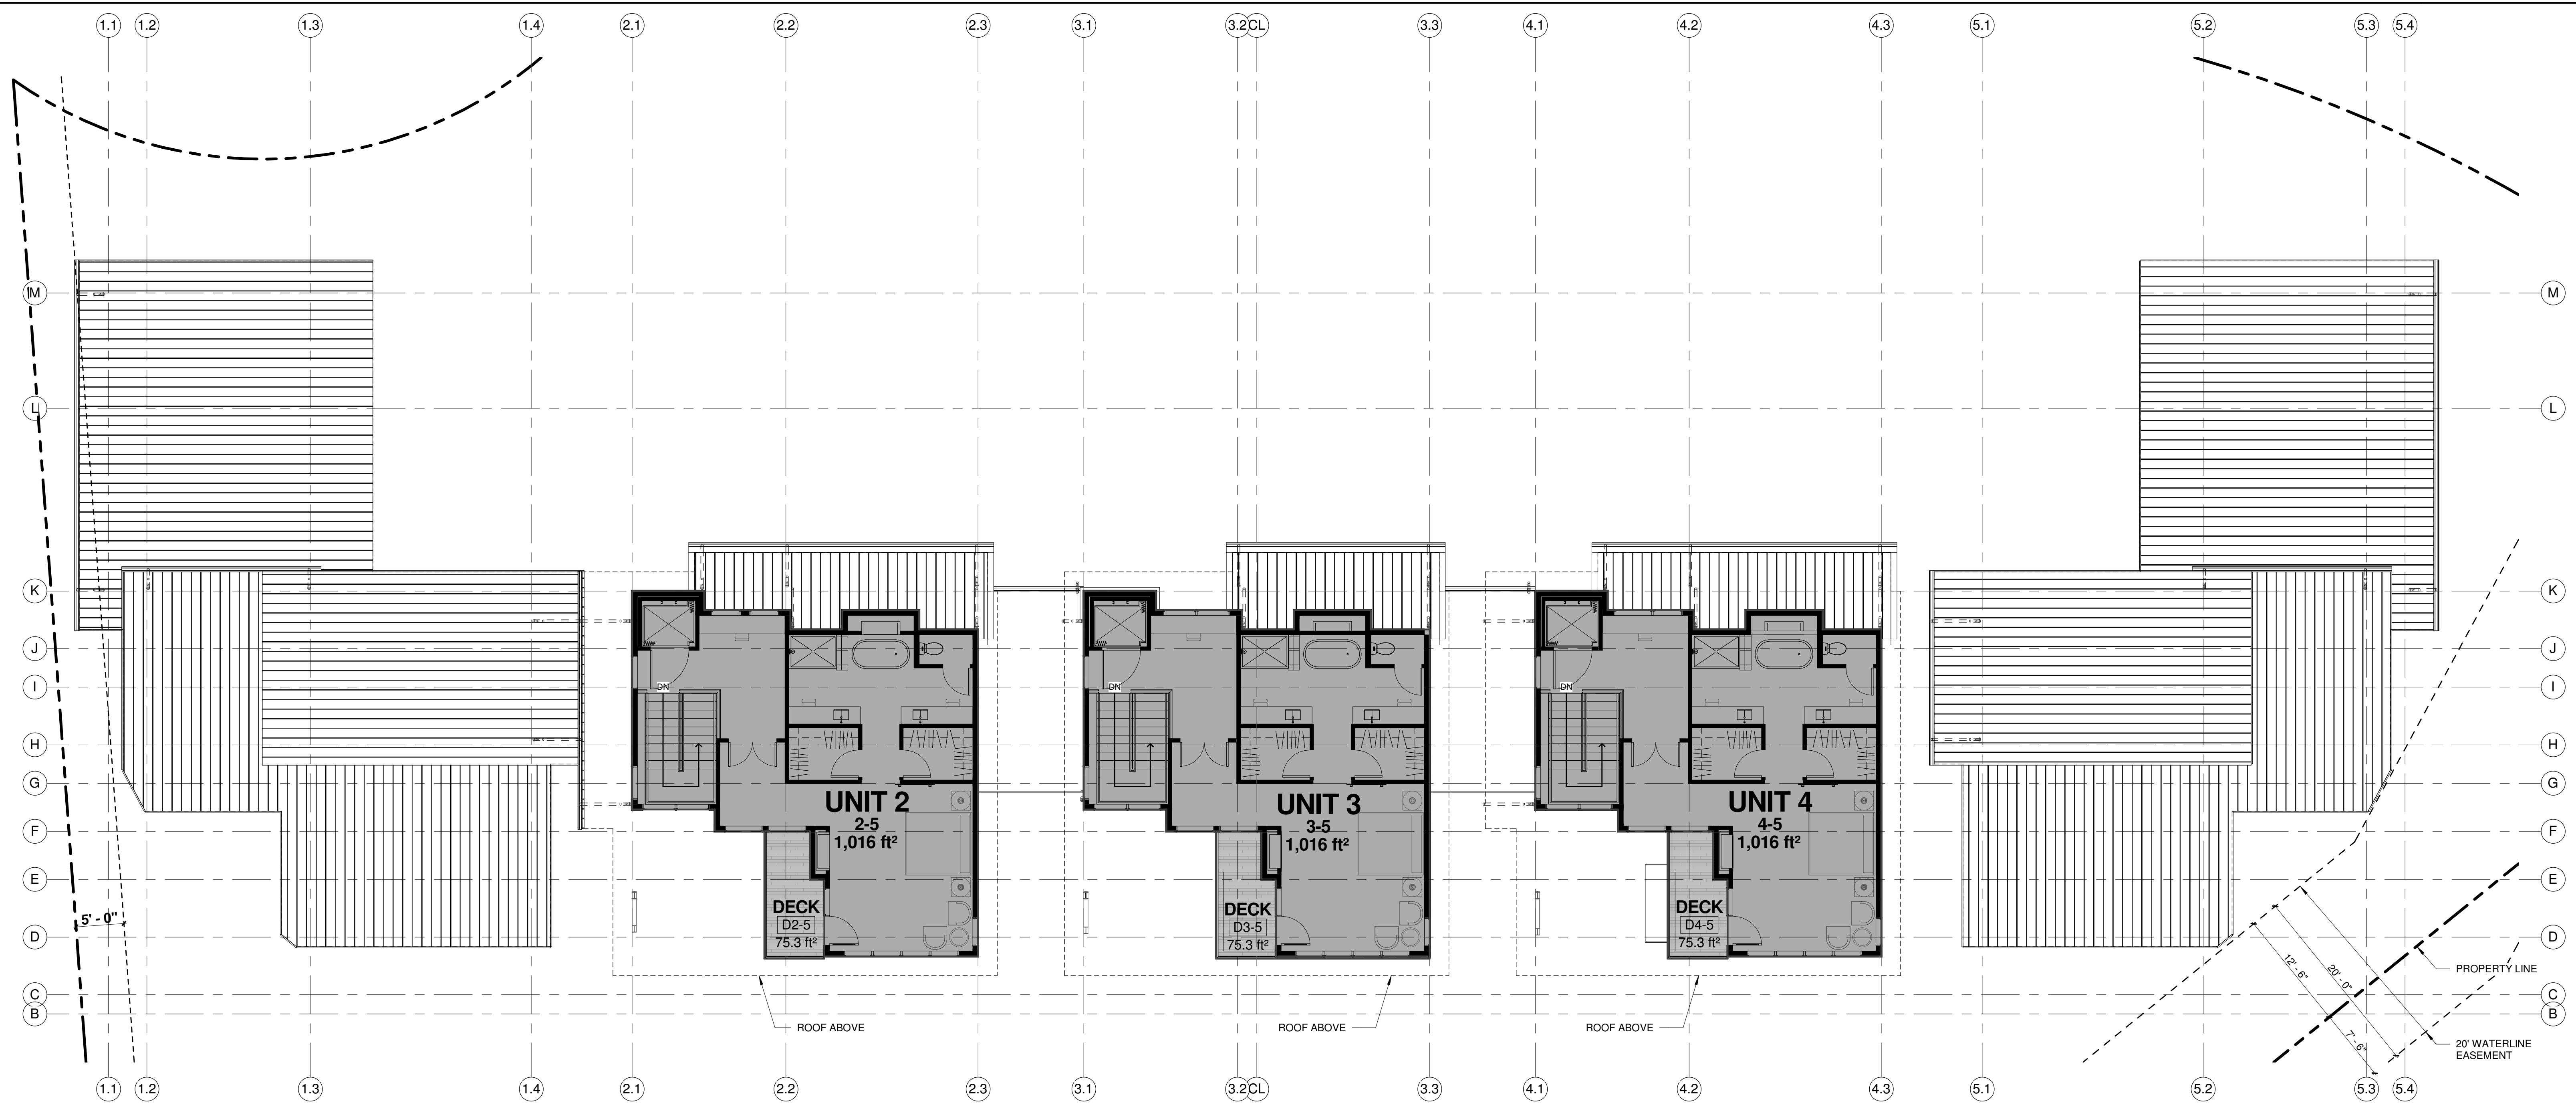 1.1 1.2 1.3 1.4 2.1 2.2 2.3 3.1 3.2 CL 3.3 4.1 4.2 4.3 5.1 5.2 5.3 5.4
M M
L L
K K
J J
DN DN DN
I I
H H
G G
UNIT 2
2-5
1,016 ft²
UNIT 3
3-5
1,016 ft²
UNIT 4
4-5
1,016 ft²
F F
E E
5' - 0"
DECK
D2-5
75.3 ft²
DECK
D3-5
75.3 ft²
DECK
D4-5
75.3 ft²
D D
12' - 6"
20' - 0"
7' - 6"
PROPERTY LINE
C C
B B
ROOF ABOVE
ROOF ABOVE
ROOF ABOVE
20' WATERLINE
EASEMENT
1.1 1.2 1.3 1.4 2.1 2.2 2.3 3.1 3.2 CL 3.3 4.1 4.2 4.3 5.1 5.2 5.3 5.4